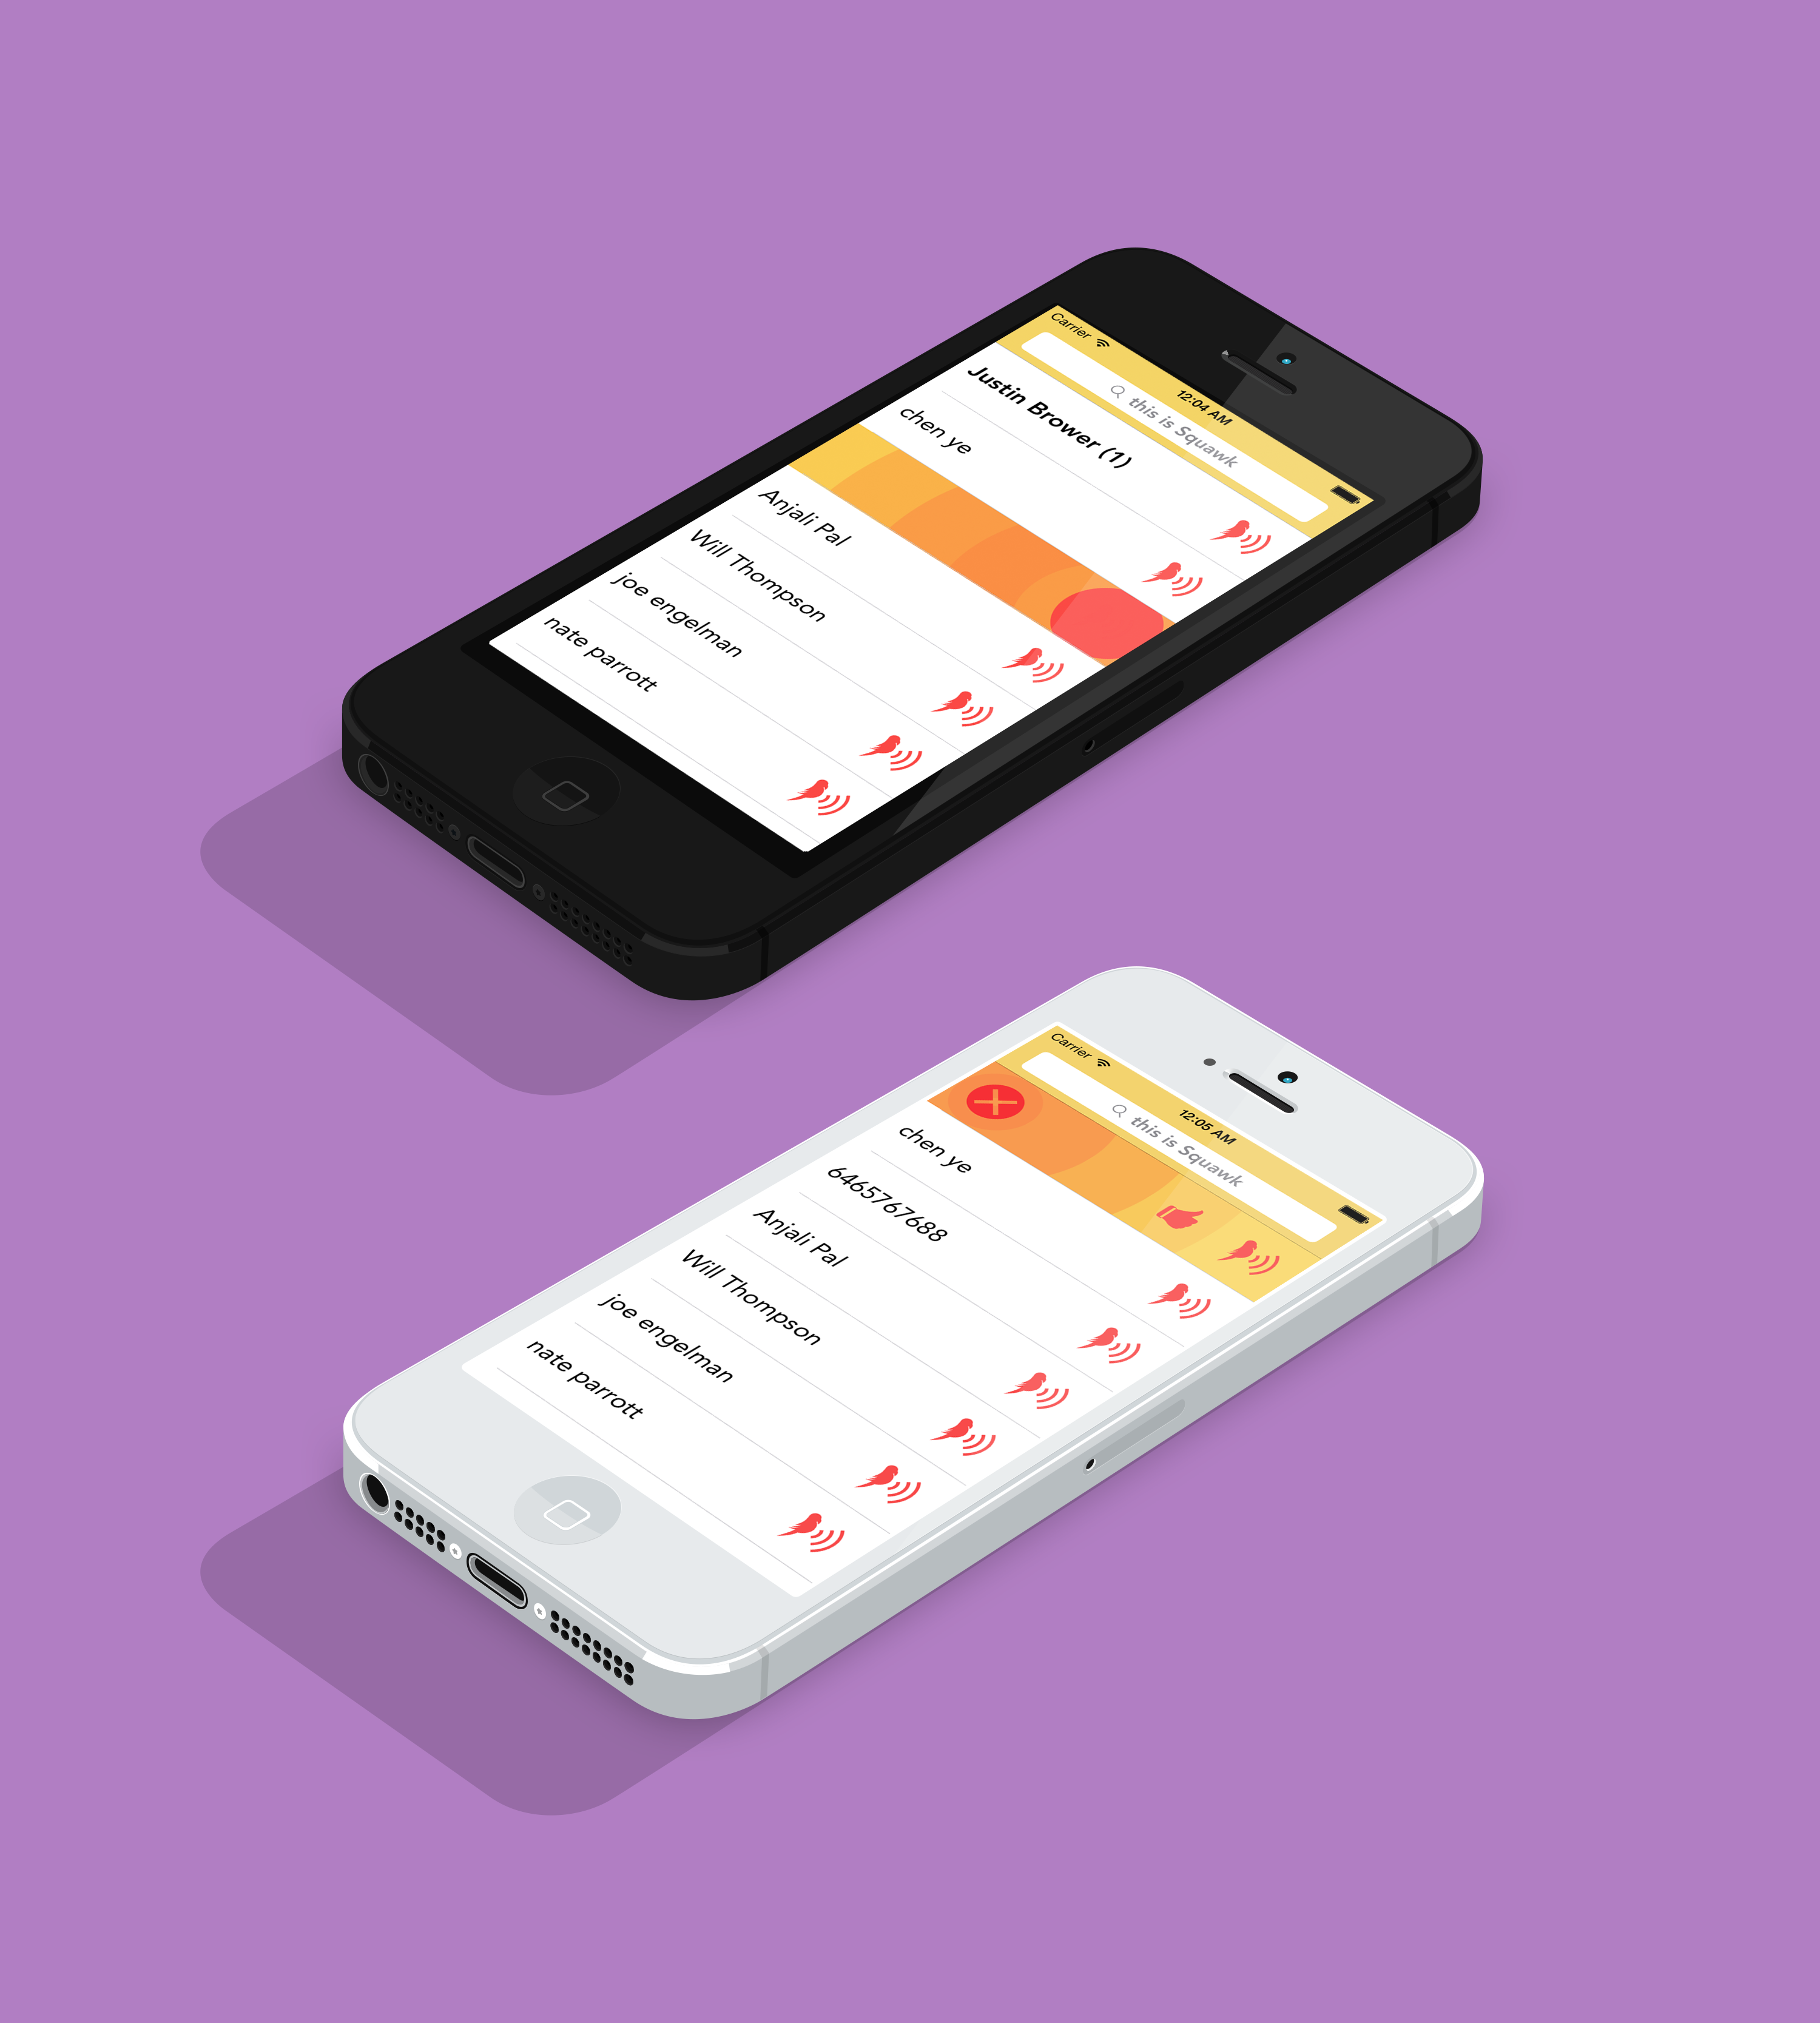 Carrier
12:04 AM
this is Squawk
Justin Brower (1)
chen ye
Anjali Pal
Will Thompson
joe engelman
nate parrott
Carrier
12:05 AM
this is Squawk
chen ye
6465767688
Anjali Pal
Will Thompson
joe engelman
nate parrott